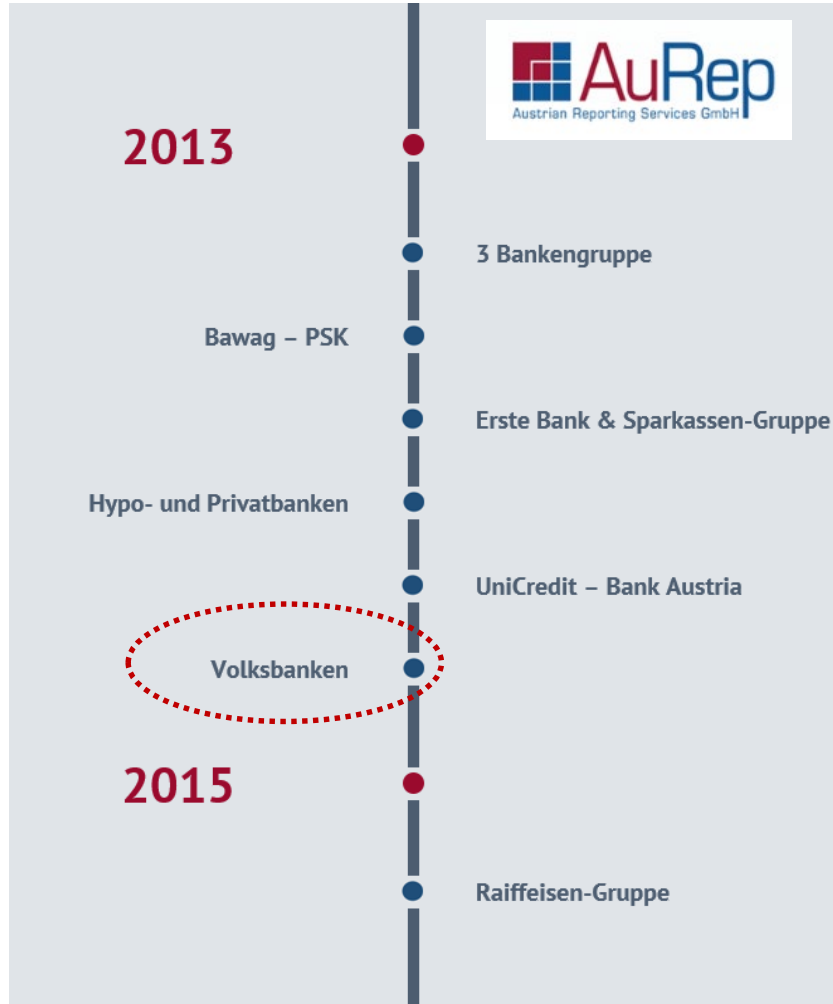 AuRep
Austrian Reporting Services GmbH
2013
3 Bankengruppe
Bawag – PSK
Erste Bank & Sparkassen-Gruppe
Hypo- und Privatbanken
UniCredit – Bank Austria
Volksbanken
2015
Raiffeisen-Gruppe